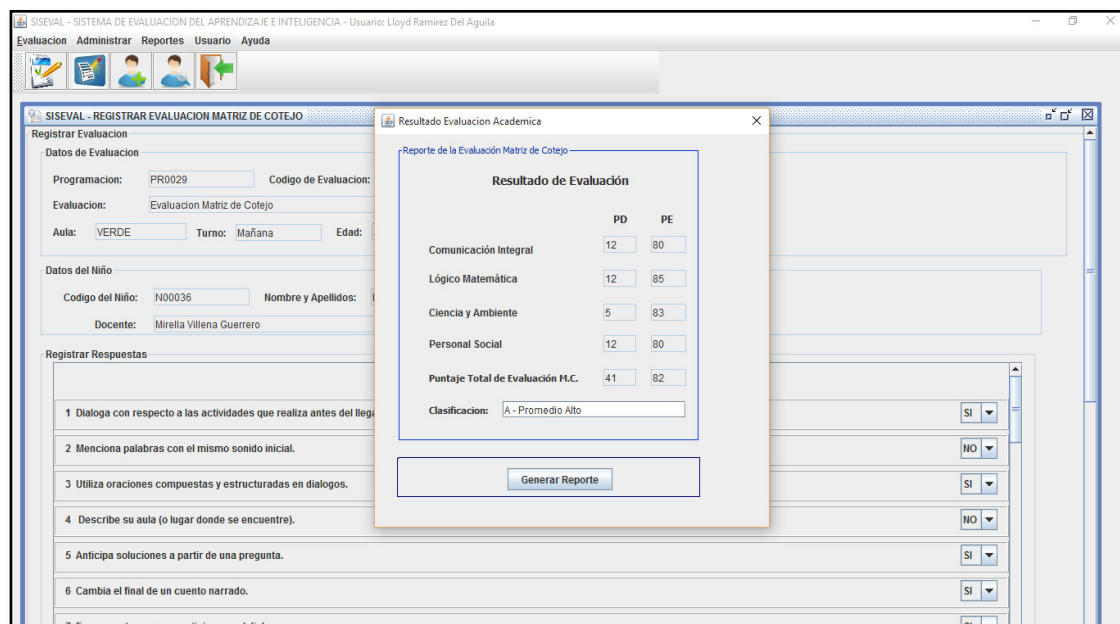 SISEVAL - SISTEMA DE EVALUACION DEL APRENDIZAJE E INTELIGENCIA - Usuario: Lloyd Ramirez Del Aguila
Evaluacion Administrar Reportes Usuario Ayuda
SISEVAL - REGISTRAR EVALUACION MATRIZ DE COTEJO
Registrar Evaluacion
Datos de Evaluacion
Programacion: PR0029 Codigo de Evaluacion:
Evaluacion: Evaluacion Matriz de Cotejo
Aula: VERDE Turno: Mañana Edad:
Datos del Niño
Codigo del Niño: N00036 Nombre y Apellidos:
Docente: Mirella Villena Guerrero
Registrar Respuestas
1 Dialoga con respecto a las actividades que realiza antes del SI
2 Menciona palabras con el mismo sonido inicial. NO
3 Utiliza oraciones compuestas y estructuradas en dialogos. SI
4 Describe su aula (o lugar donde se encuentre). NO
5 Anticipa soluciones a partir de una pregunta. SI
6 Cambia el final de un cuento narrado. SI
Resultado Evaluacion Academica
Reporte de la Evaluación Matriz de Cotejo
Resultado de Evaluación
PD PE
Comunicación Integral 12 80
Lógico Matemática 12 85
Ciencia y Ambiente 5 83
Personal Social 12 80
Puntaje Total de Evaluación M.C. 41 82
Clasificacion: A - Promedio Alto
Generar Reporte